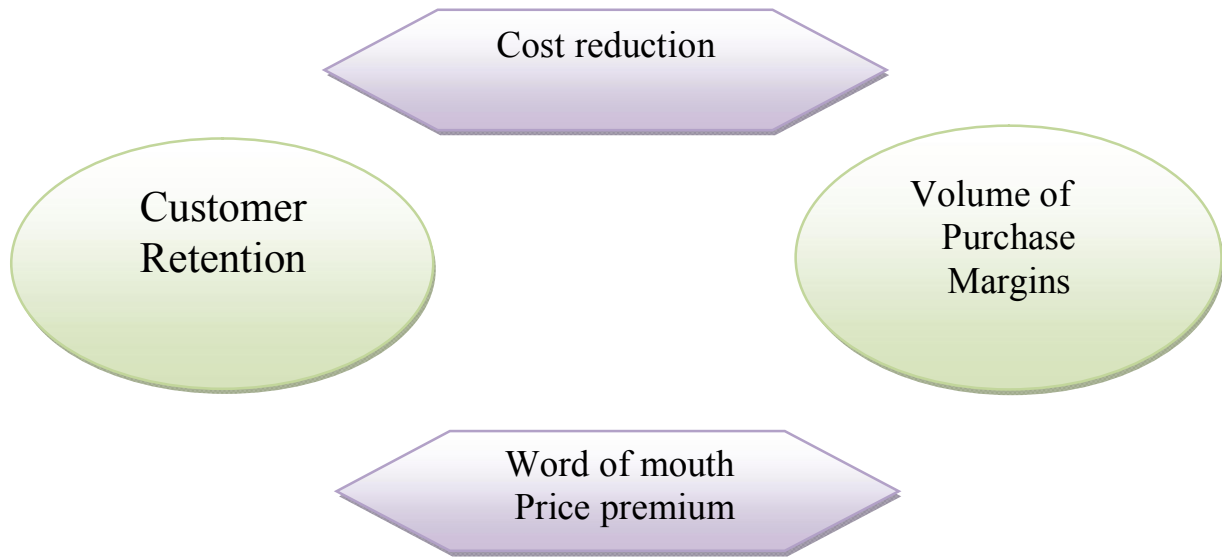 Cost reduction
Customer
Retention
Volume of
Purchase
Margins
Word of mouth
Price premium